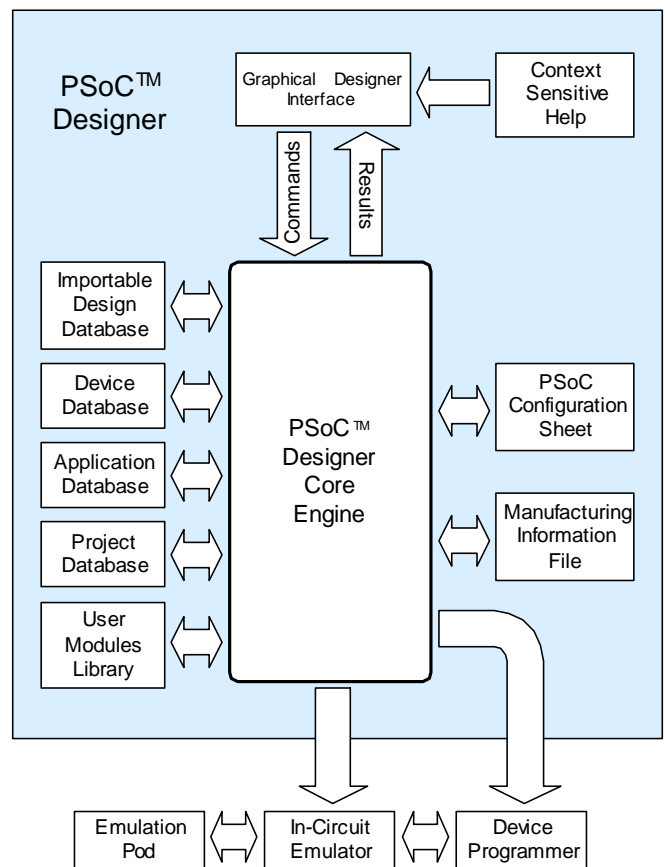 PSoC™
Designer
Graphical Designer
Interface
Context
Sensitive
Help
Commands
Results
Importable
Design
Database
Device
Database
Application
Database
Project
Database
User
Modules
Library
PSoC™
Designer
Core
Engine
PSoC
Configuration
Sheet
Manufacturing
Information
File
Emulation
Pod
In-Circuit
Emulator
Device
Programmer